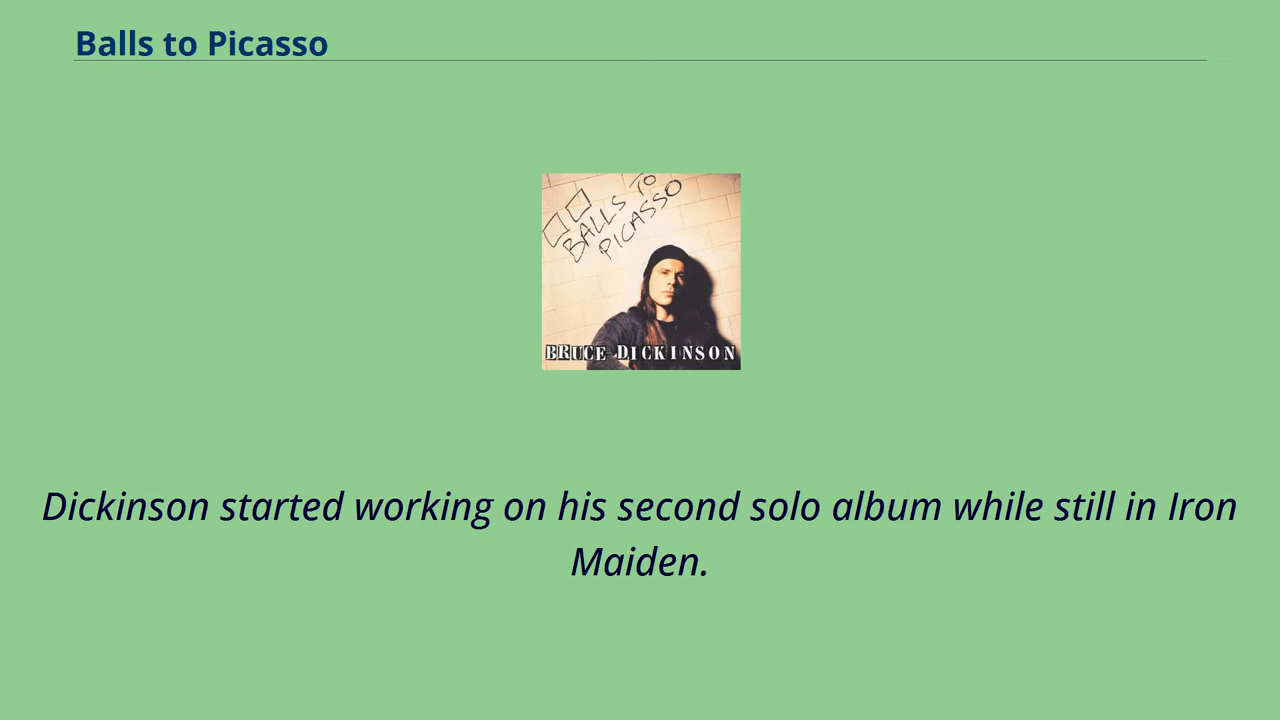 Balls to Picasso
BALLS TO
PICASSO
BRUCE DICKINSON
Dickinson started working on his second solo album while still in Iron
Maiden.